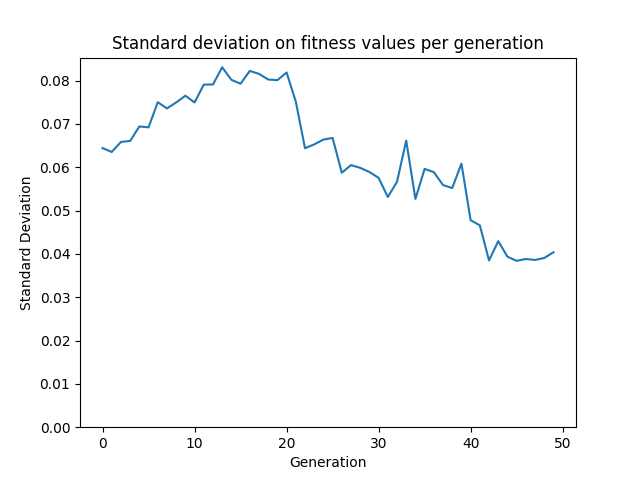 Standard deviation on fitness values per generation
0.08
0.07
0.06
0.05
0.04
0.03
0.02
0.01
0.00
Standard Deviation
0 10 20 30 40 50
Generation